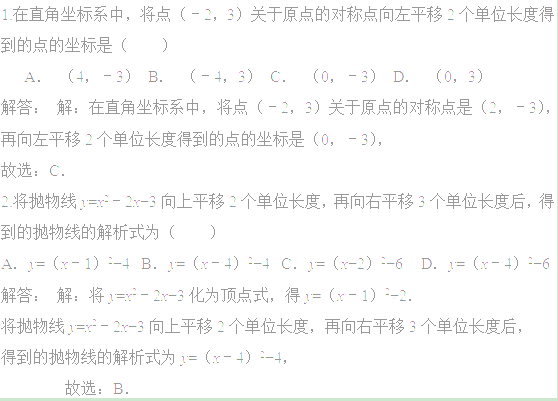 1.在直角坐标系中，将点（﹣2，3）关于原点的对称点向左平移2个单位长度得
到的点的坐标是（　　）
A．（4，﹣3） B．（﹣4，3） C．（0，﹣3） D．（0，3）
解答： 解：在直角坐标系中，将点（﹣2，3）关于原点的对称点是（2，﹣3），
再向左平移2个单位长度得到的点的坐标是（0，﹣3），
故选：C．
2.将抛物线y=x²﹣2x+3向上平移2个单位长度，再向右平移3个单位长度后，得
到的抛物线的解析式为（　　）
A．y=（x﹣1）²+4 B．y=（x﹣4）²+4 C．y=（x+2）²+6 D．y=（x﹣4）²+6
解答： 解：将y=x²﹣2x+3化为顶点式，得y=（x﹣1）²+2．
将抛物线y=x²﹣2x+3向上平移2个单位长度，再向右平移3个单位长度后，
得到的抛物线的解析式为y=（x﹣4）²+4，
故选：B．